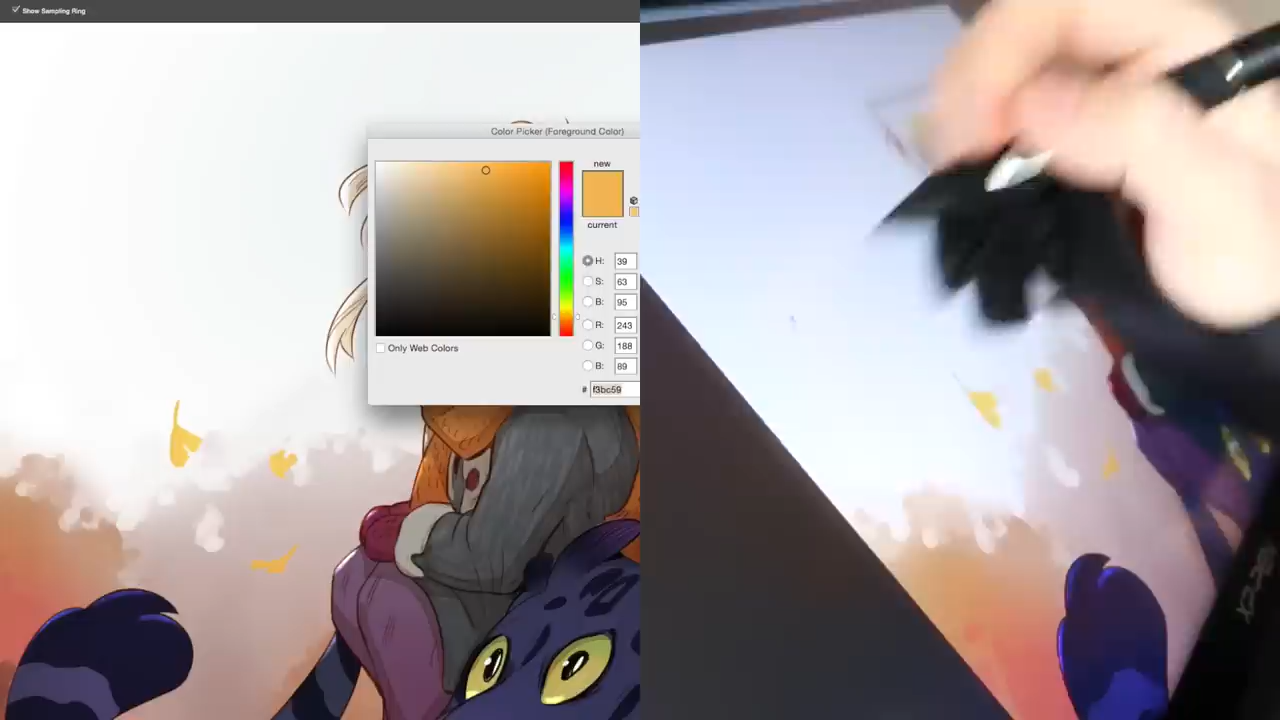 Show Sampling Ring
Color Picker (Foreground Color)
new
current
H: 39
S: 63
B: 95
R: 243
G: 188
B: 89
Only Web Colors
# f3bc59